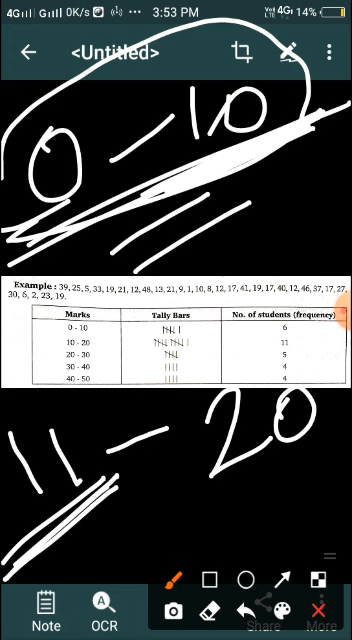 4G 4G 0K/s ••• 3:53 PM VoLTE 4G 14%
<Untitled>
0 - 10
Example : 39, 25, 5, 33, 19, 21, 12, 48, 13, 21, 9, 1, 10, 8, 12, 17, 41, 19, 17, 40, 12, 46, 37, 17, 27,
30, 6, 2, 23, 19.
Marks Tally Bars No. of students (frequency)
0 - 10 6
10 - 20 11
20 - 30 5
30 - 40 |||| 4
40 - 50 |||| 4
11 - 20
Note OCR Share More